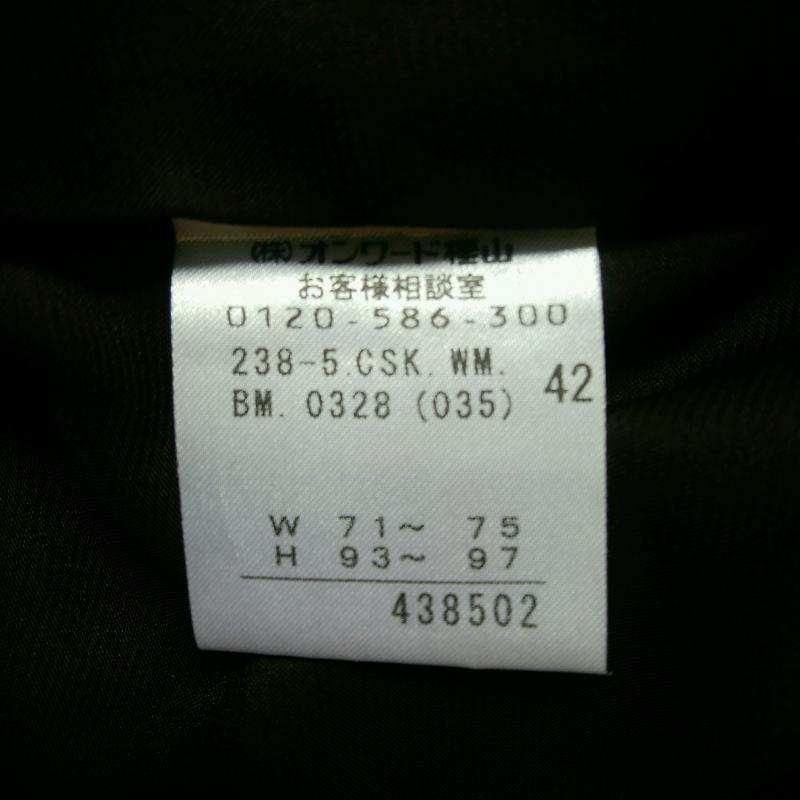 (株)オンワード樫山
お客様相談室
0120-586-300
238-5.CSK.WM.
BM. 0328 (035)
42
W 71～ 75
H 93～ 97
438502